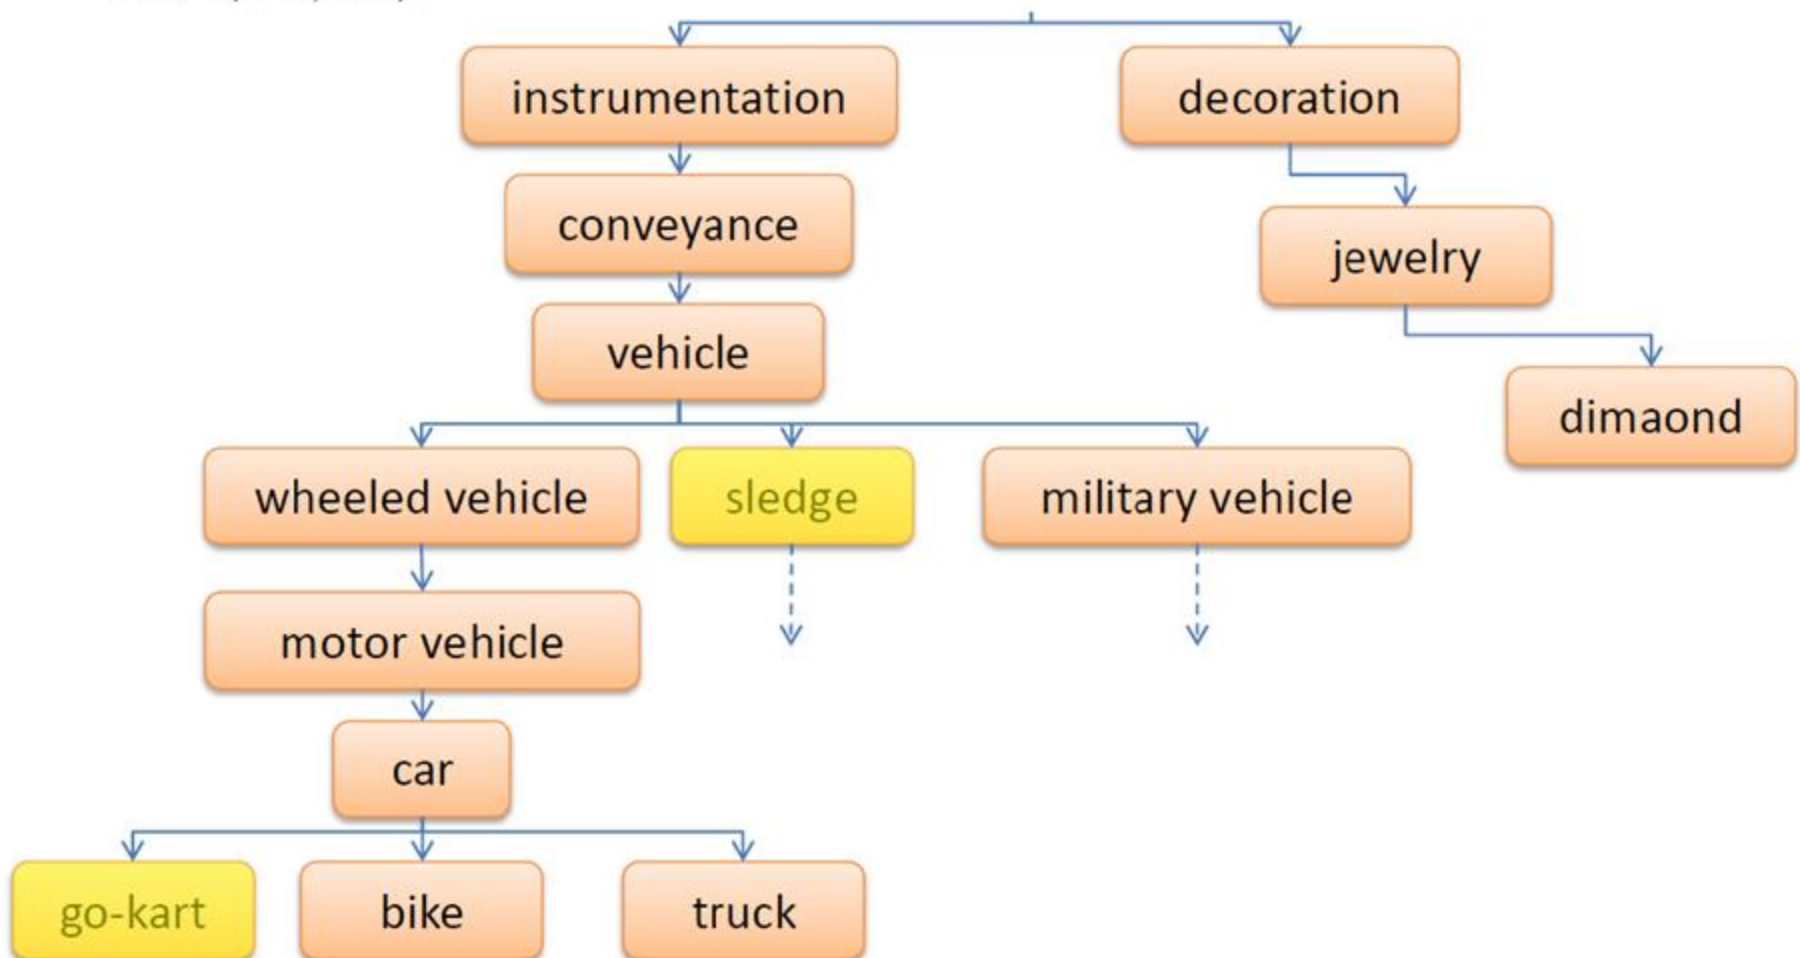 instrumentation
decoration
conveyance
jewelry
vehicle
dimaond
wheeled vehicle
sledge
military vehicle
motor vehicle
car
go-kart
bike
truck